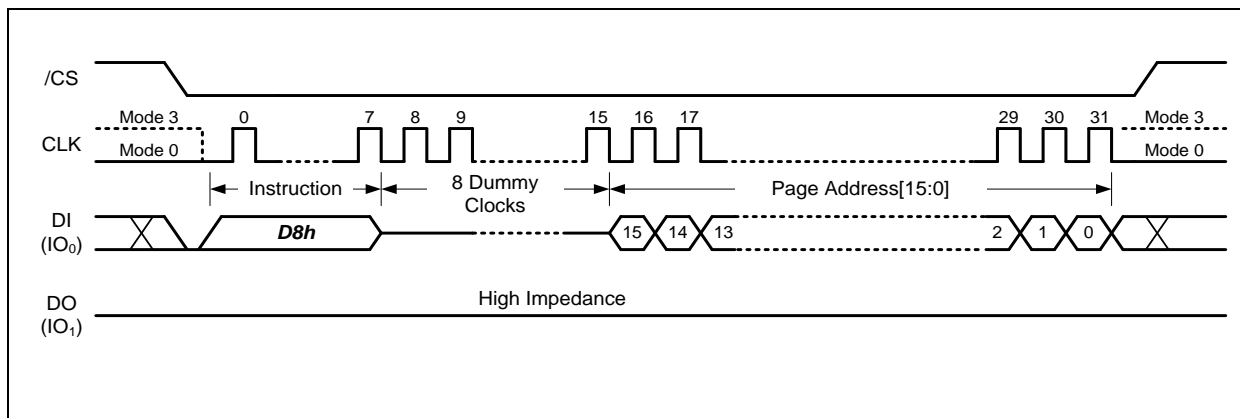 /CS
Mode 3 0 7 8 9 15 16 17 29 30 31 Mode 3
CLK
Mode 0 Mode 0
Instruction 8 Dummy Clocks Page Address[15:0]
DI
(IO₀)
D8h 15 14 13 2 1 0
DO
(IO₁)
High Impedance